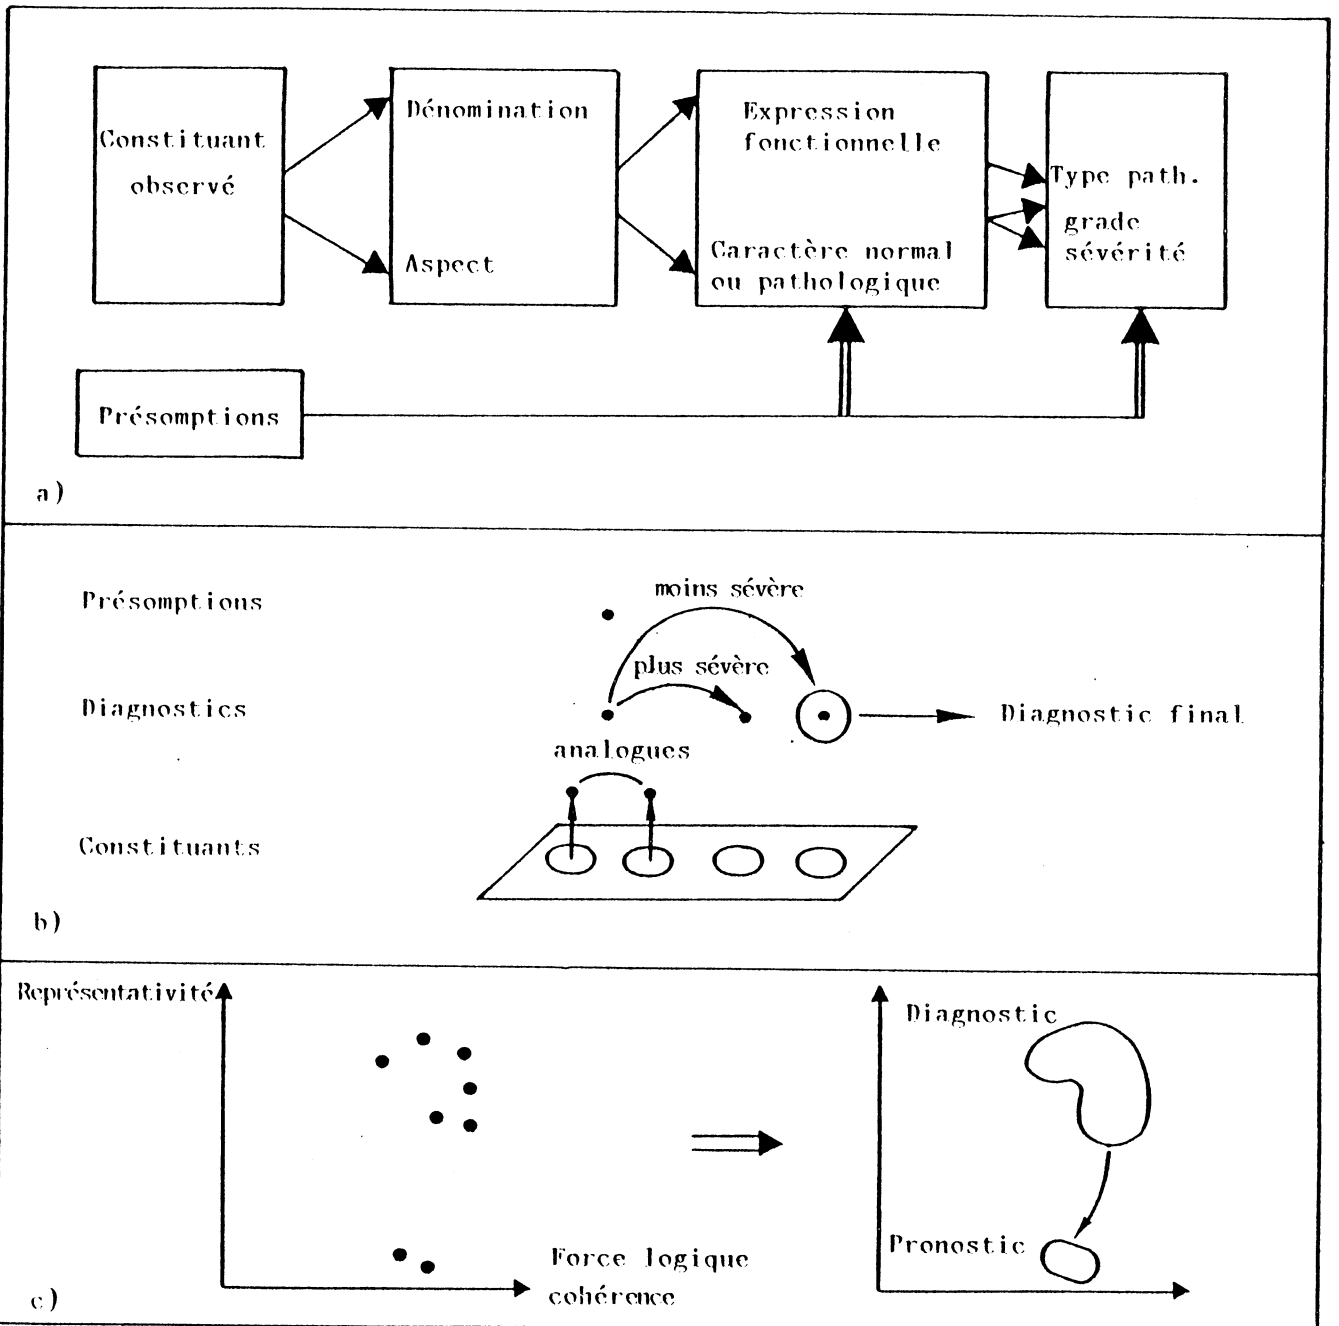 Constituant
observé
Dénomination
Aspect
Expression
fonctionnelle
Caractère normal
ou pathologique
Type path.
grade
sévérité
Présomptions
a)
Présomptions
moins sévère
plus sévère
Diagnostics
Diagnostic final
analogues
Constituants
b)
Représentativité
Force logique
cohérence
Diagnostic
Pronostic
c)